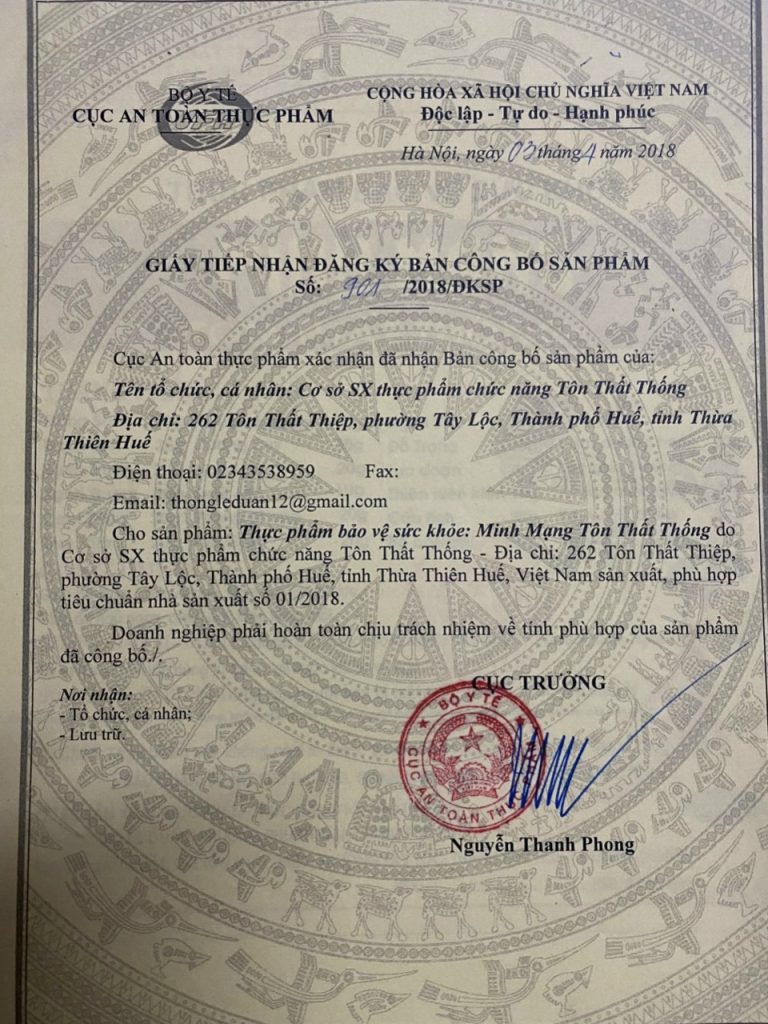 BỘ Y TẾ
CỤC AN TOÀN THỰC PHẨM
CỘNG HÒA XÃ HỘI CHỦ NGHĨA VIỆT NAM
Độc lập - Tự do - Hạnh phúc
Hà Nội, ngày 03 tháng 4 năm 2018
GIẤY TIẾP NHẬN ĐĂNG KÝ BẢN CÔNG BỐ SẢN PHẨM
Số: 901 /2018/ĐKSP
Cục An toàn thực phẩm xác nhận đã nhận Bản công bố sản phẩm của:
Tên tổ chức, cá nhân: Cơ sở SX thực phẩm chức năng Tôn Thất Thống
Địa chỉ: 262 Tôn Thất Thiệp, phường Tây Lộc, Thành phố Huế, tỉnh Thừa
Thiên Huế
Điện thoại: 02343538959 Fax:
Email: thongleduan12@gmail.com
Cho sản phẩm: Thực phẩm bảo vệ sức khỏe: Minh Mạng Tôn Thất Thống do
Cơ sở SX thực phẩm chức năng Tôn Thất Thống - Địa chỉ: 262 Tôn Thất Thiệp,
phường Tây Lộc, Thành phố Huế, tỉnh Thừa Thiên Huế, Việt Nam sản xuất, phù hợp
tiêu chuẩn nhà sản xuất số 01/2018.
Doanh nghiệp phải hoàn toàn chịu trách nhiệm về tính phù hợp của sản phẩm
đã công bố./.
Nơi nhận:
- Tổ chức, cá nhân;
- Lưu trữ.
CỤC TRƯỞNG
BỘ Y TẾ
CỤC AN TOÀN
Nguyễn Thanh Phong